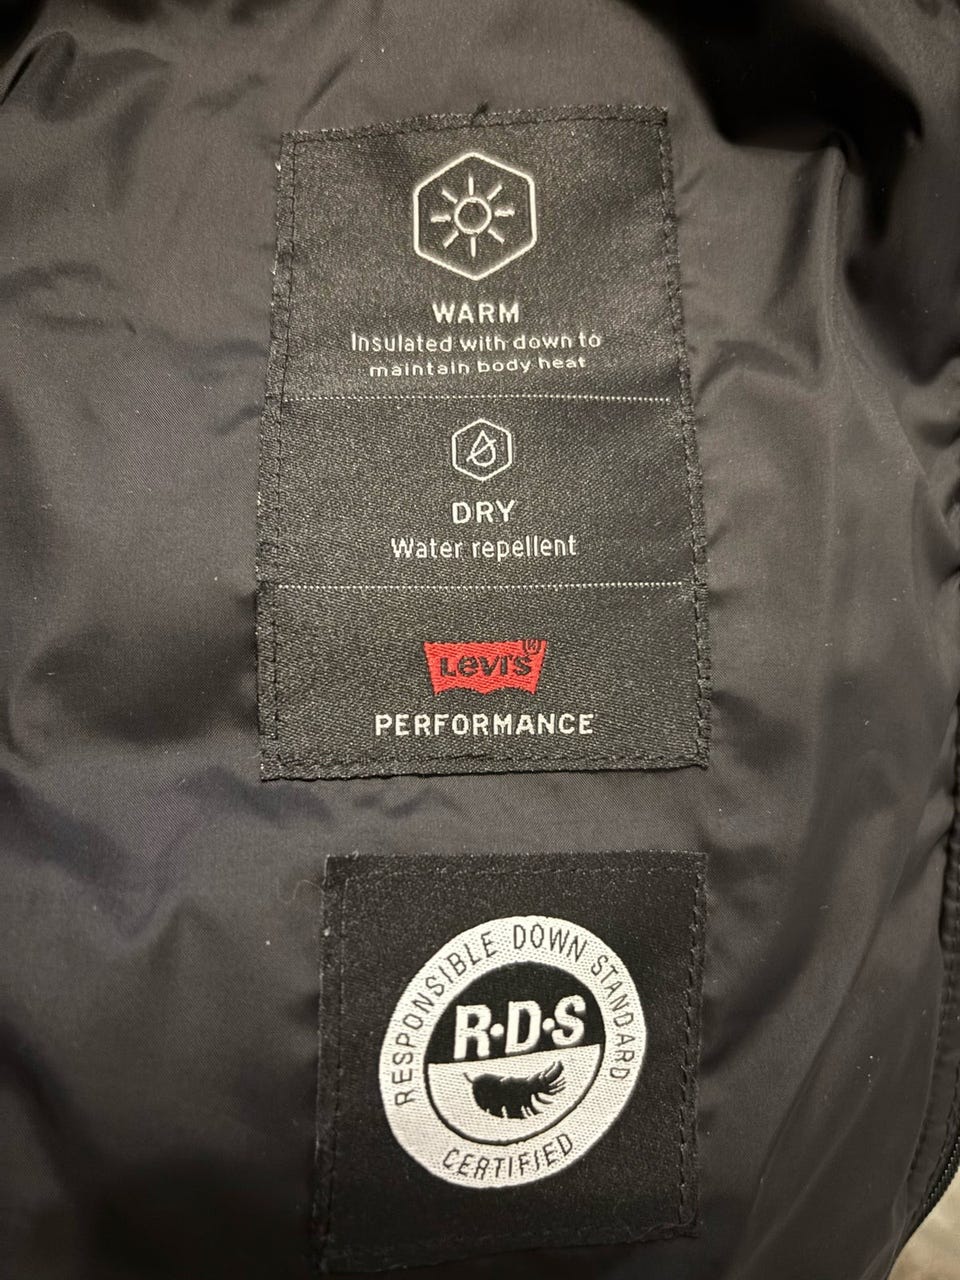 WARM
Insulated with down to
maintain body heat
DRY
Water repellent
Levi's®
PERFORMANCE
RESPONSIBLE DOWN STANDARD
R·D·S
CERTIFIED